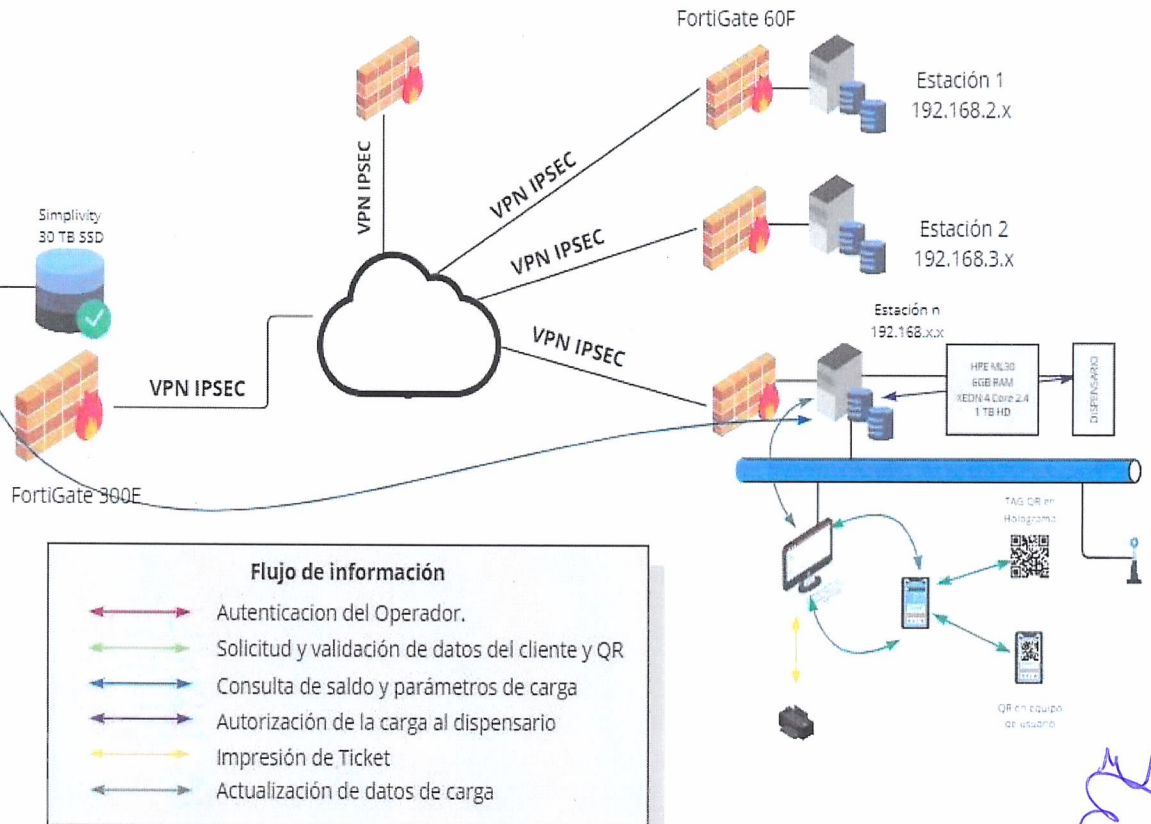 FortiGate 60F
Estación 1
192.168.2.x
VPN IPSEC
VPN IPSEC
Simplivity
30 TB SSD
VPN IPSEC
Estación 2
192.168.3.x
Estación n
192.168.x.x
VPN IPSEC
VPN IPSEC
HPE ML30
6GB RAM
XEON 4 Core 2.4
1 TB HD
DISPENSARIO
FortiGate 300E
TAG QR en
Holograma
Flujo de información
Autenticacion del Operador.
Solicitud y validación de datos del cliente y QR
Consulta de saldo y parámetros de carga
Autorización de la carga al dispensario
Impresión de Ticket
Actualización de datos de carga
QR en equipo
de usuario